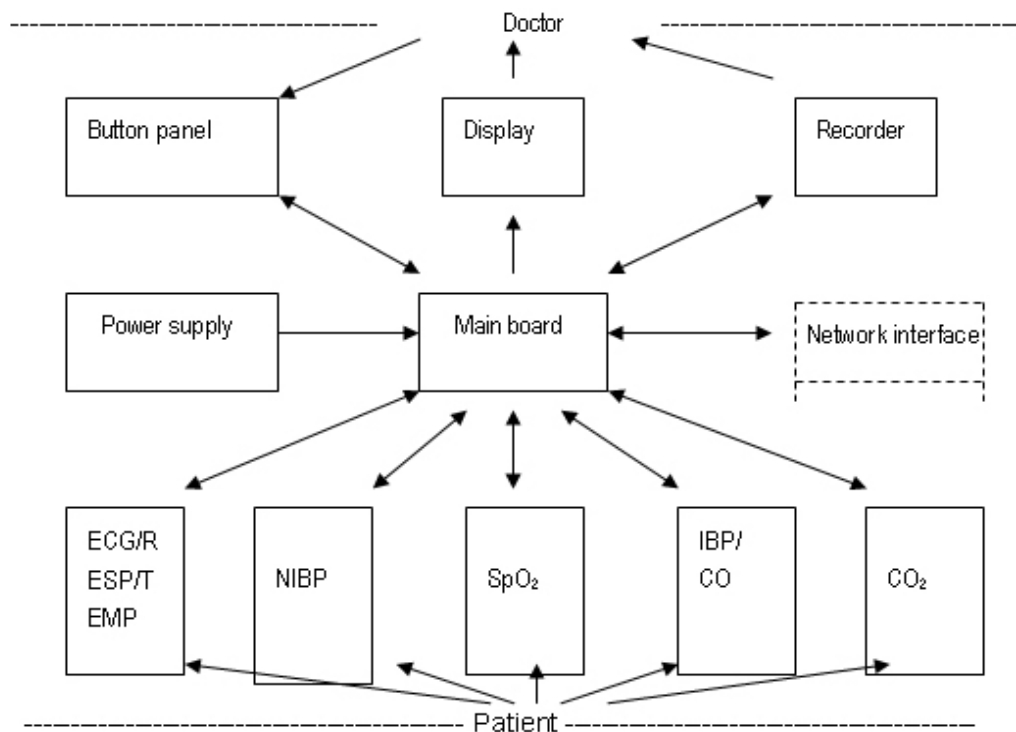 Doctor
Button panel
Display
Recorder
Power supply
Main board
Network interface
ECG/R
ESP/T
EMP
NIBP
SpO₂
IBP/
CO
CO₂
Patient